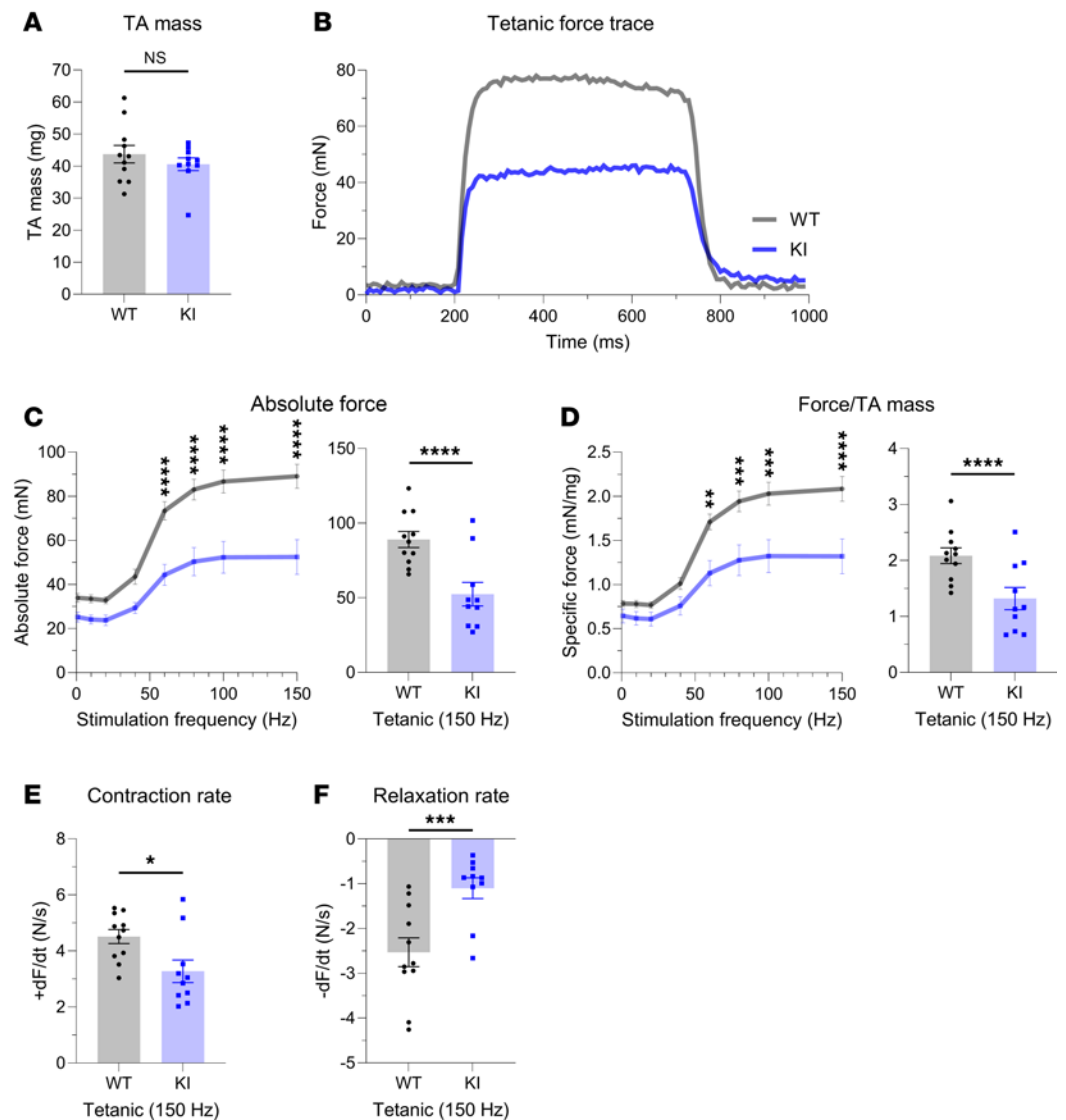 A TA mass
NS
TA mass (mg)
70
60
50
40
30
20
10
0
WT KI
B Tetanic force trace
Force (mN)
80
60
40
20
0
WT
KI
0 200 400 600 800 1000
Time (ms)
C Absolute force
Absolute force (mN)
100
80
60
40
20
0
**** **** **** ****
0 50 100 150
Stimulation frequency (Hz)
150
100
50
0
****
WT KI
Tetanic (150 Hz)
D Force/TA mass
Specific force (mN/mg)
2.5
2.0
1.5
1.0
0.5
0.0
** *** *** ****
0 50 100 150
Stimulation frequency (Hz)
4
3
2
1
0
****
WT KI
Tetanic (150 Hz)
E Contraction rate
+dF/dt (N/s)
8
6
4
2
0
*
WT KI
Tetanic (150 Hz)
F Relaxation rate
***
-dF/dt (N/s)
0
-1
-2
-3
-4
-5
WT KI
Tetanic (150 Hz)